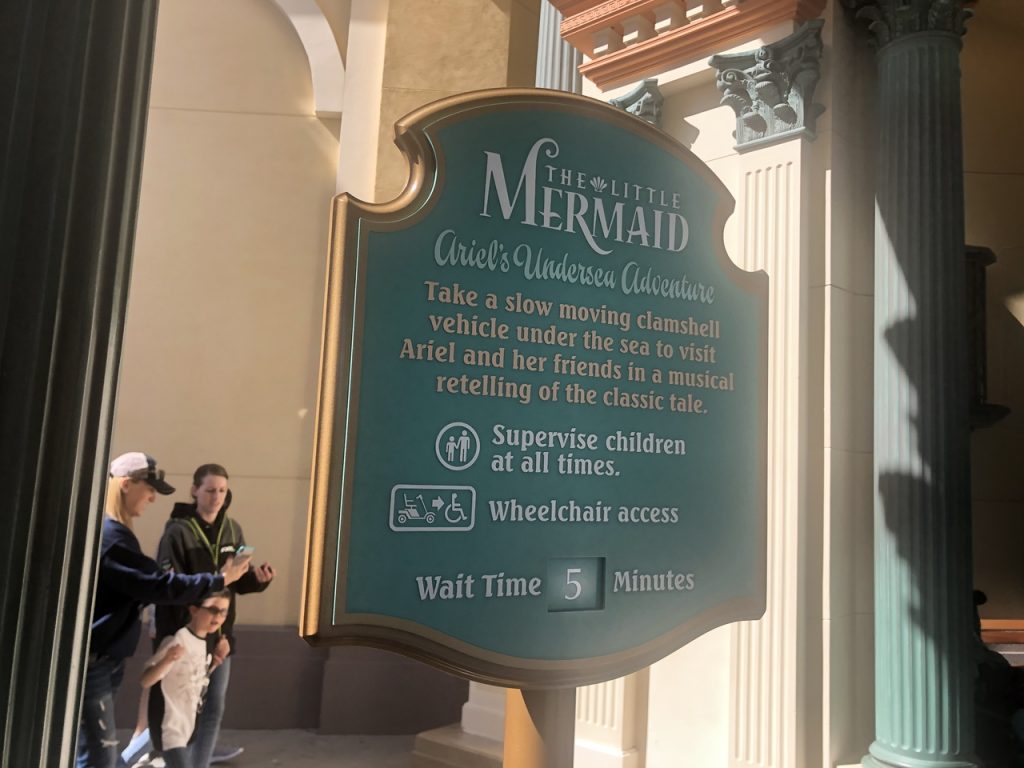 THE LITTLE
MERMAID
Ariel's Undersea Adventure
Take a slow moving clamshell
vehicle under the sea to visit
Ariel and her friends in a musical
retelling of the classic tale.
Supervise children
at all times.
Wheelchair access
Wait Time 5 Minutes